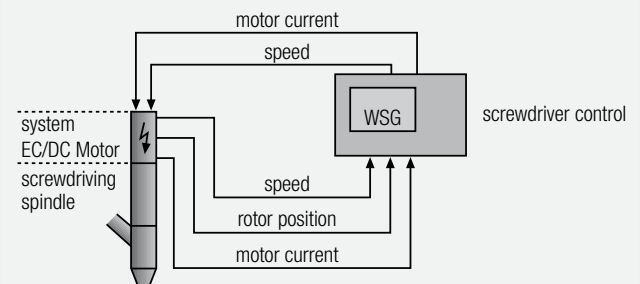 motor current
speed
WSG
screwdriver control
system
EC/DC Motor
screwdriving
spindle
speed
rotor position
motor current